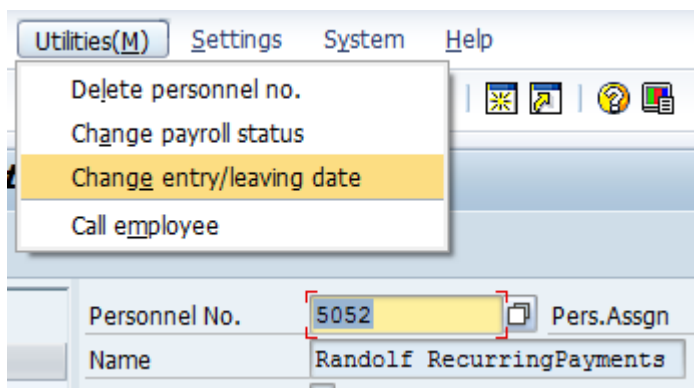 Utilities(M) Settings System Help
Delete personnel no.
Change payroll status
Change entry/leaving date
Call employee
Personnel No. 5052 Pers.Assgn
Name Randolf RecurringPayments